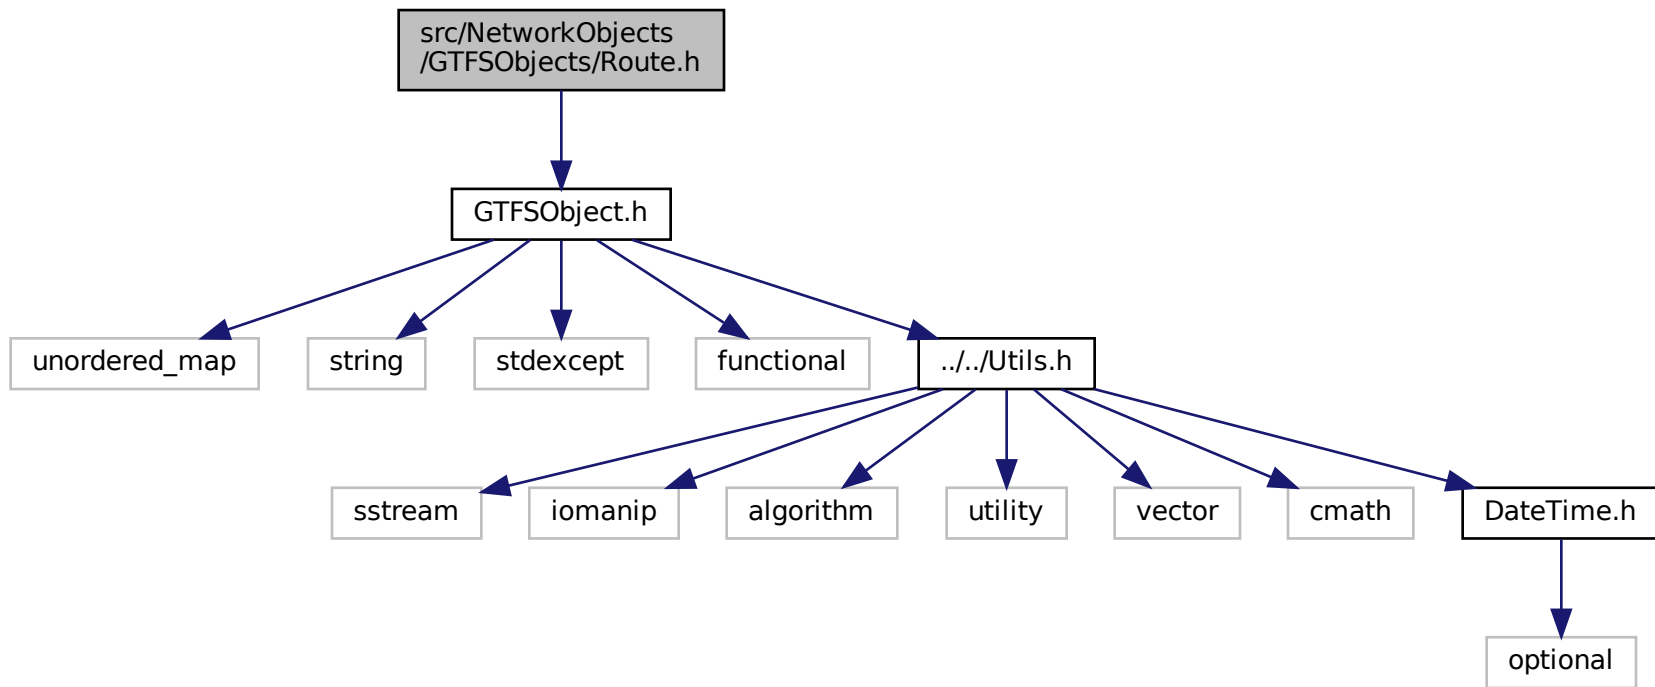 src/NetworkObjects
/GTFSObjects/Route.h
GTFSObject.h
unordered_map
string
stdexcept
functional
../../Utils.h
sstream
iomanip
algorithm
utility
vector
cmath
DateTime.h
optional